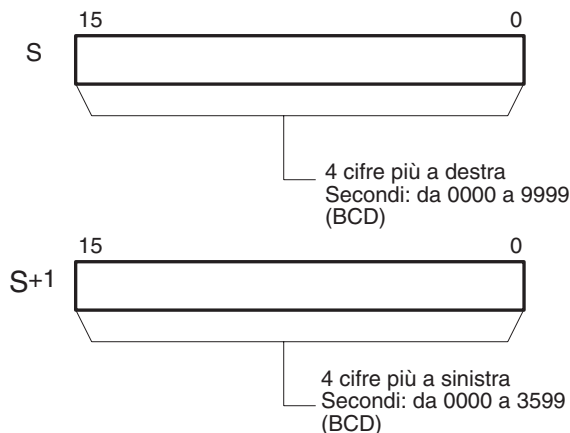 15 0
S
4 cifre più a destra
Secondi: da 0000 a 9999
(BCD)
15 0
S+1
4 cifre più a sinistra
Secondi: da 0000 a 3599
(BCD)